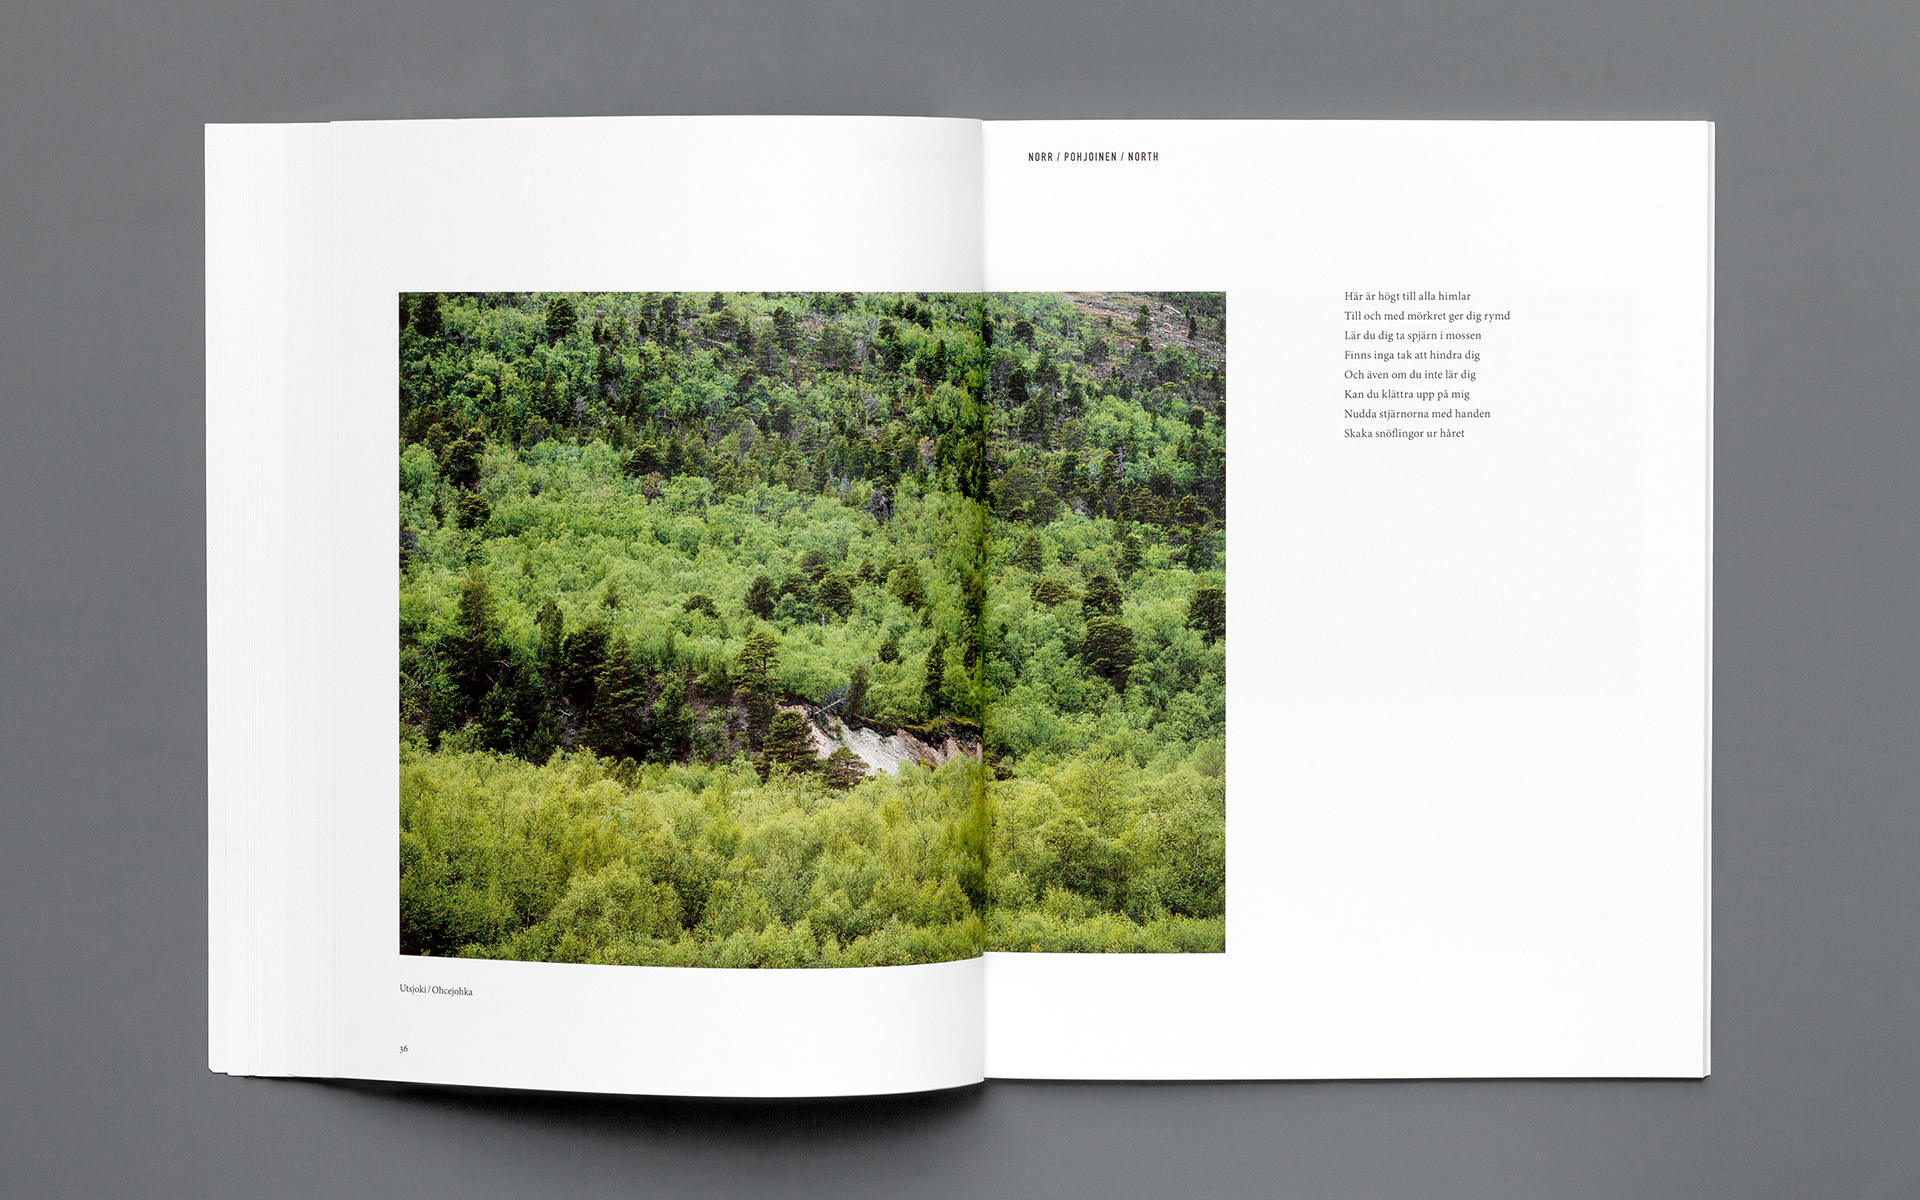 NORR / POHJOINEN / NORTH
Här är högt till alla himlar
Till och med mörkret ger dig rymd
Lär du dig ta spjärn i mossen
Finns inga tak att hindra dig
Och även om du inte lär dig
Kan du klättra upp på mig
Nudda stjärnorna med handen
Skaka snöflingor ur håret
Utsjoki / Ohcejohka
36